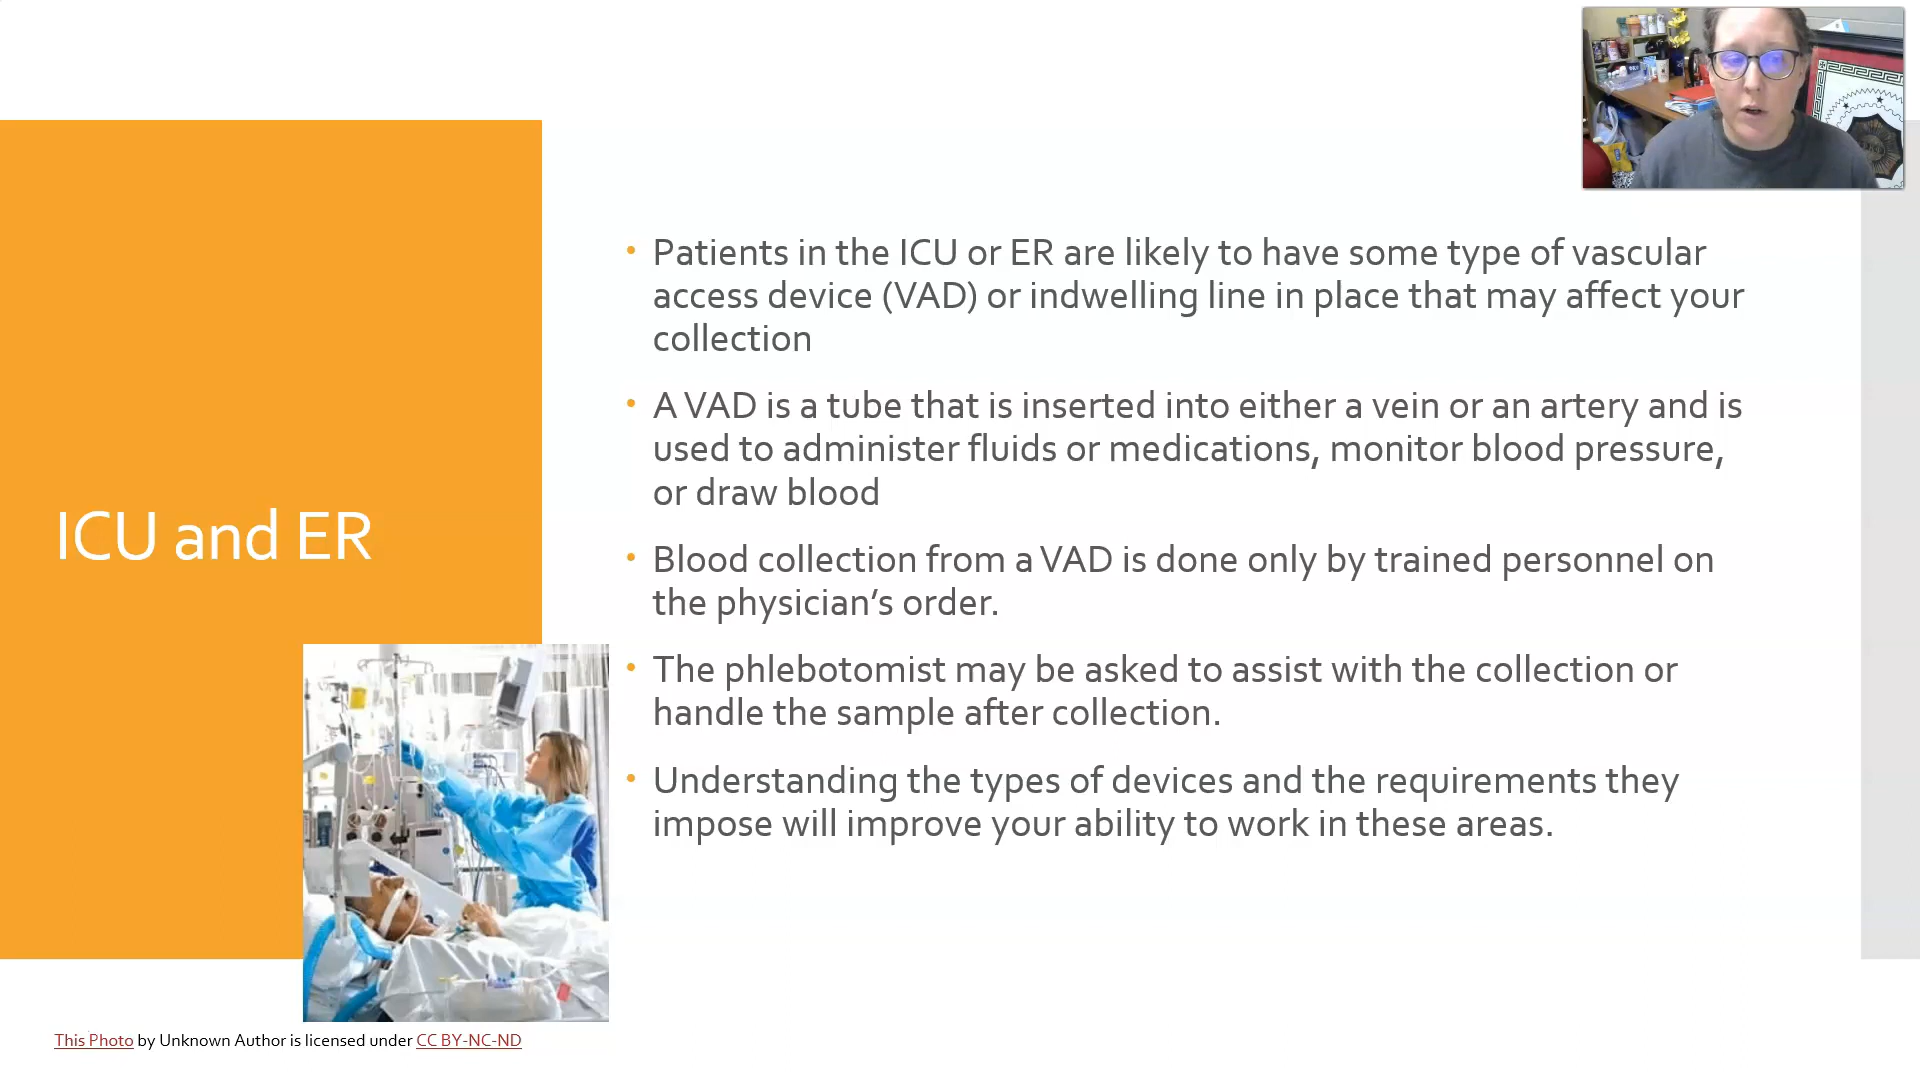 ICU and ER
Patients in the ICU or ER are likely to have some type of vascular
access device (VAD) or indwelling line in place that may affect your
collection
A VAD is a tube that is inserted into either a vein or an artery and is
used to administer fluids or medications, monitor blood pressure,
or draw blood
Blood collection from a VAD is done only by trained personnel on
the physician’s order.
The phlebotomist may be asked to assist with the collection or
handle the sample after collection.
Understanding the types of devices and the requirements they
impose will improve your ability to work in these areas.
This Photo by Unknown Author is licensed under CC BY-NC-ND